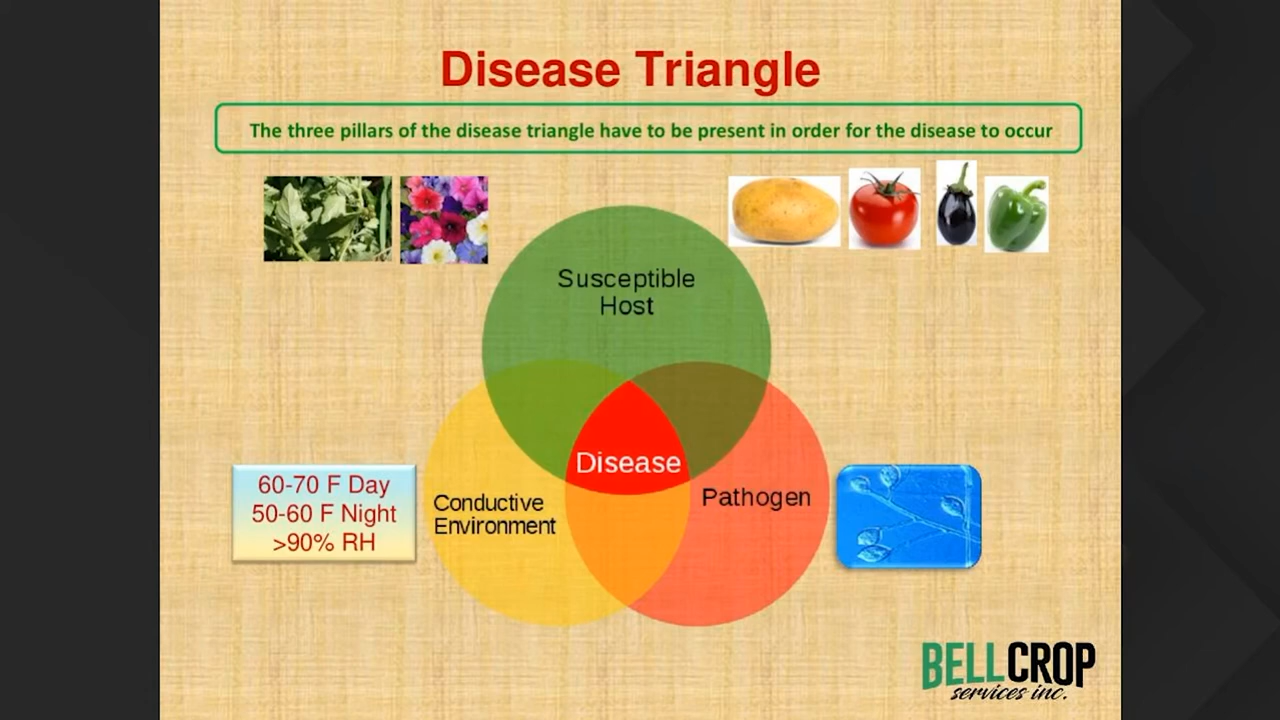 Disease Triangle
The three pillars of the disease triangle have to be present in order for the disease to occur
Susceptible
Host
Disease
Conductive
Environment
Pathogen
60-70 F Day
50-60 F Night
>90% RH
BELLCROP
services inc.